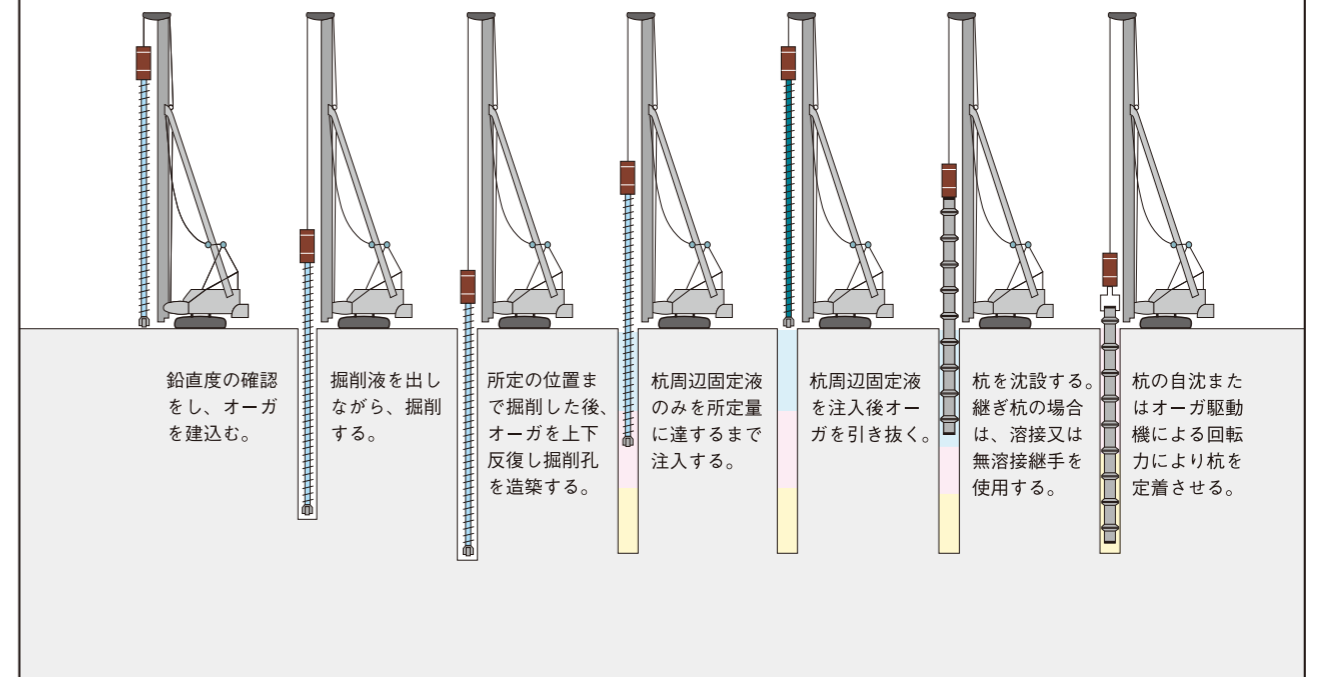 鉛直度の確認
をし、オーガ
を建込む。
掘削液を出し
ながら、掘削
する。
所定の位置ま
で掘削した後、
オーガを上下
反復し掘削孔
を造築する。
杭周辺固定液
のみを所定量
に達するまで
注入する。
杭周辺固定液
を注入後オー
ガを引き抜く。
杭を沈設する。
継ぎ杭の場合
は、溶接又は
無溶接継手を
使用する。
杭の自沈また
はオーガ駆動
機による回転
力により杭を
定着させる。